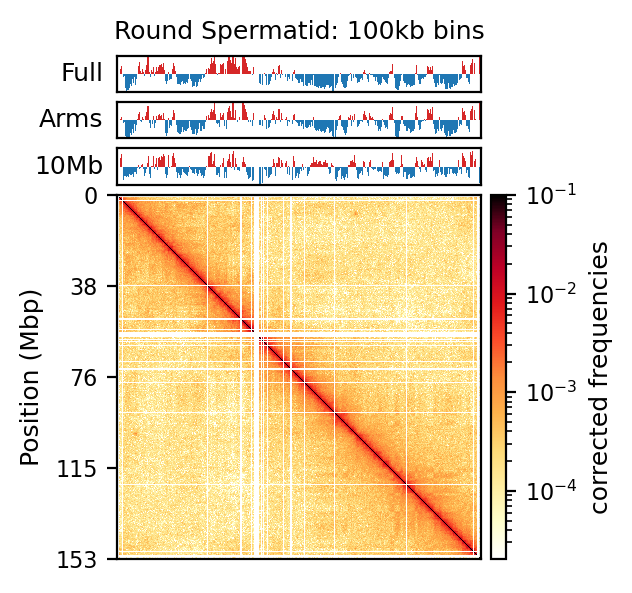 Round Spermatid: 100kb bins
Full
Arms
10Mb
0
38
76
115
153
Position (Mbp)
10⁻¹
10⁻²
10⁻³
10⁻⁴
corrected frequencies